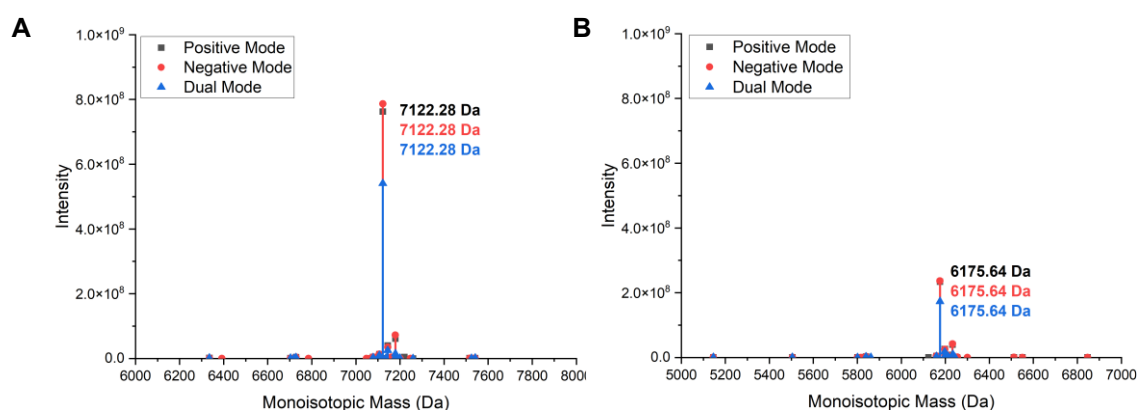 A
Positive Mode
Negative Mode
Dual Mode
7122.28 Da
7122.28 Da
7122.28 Da
1.0×10⁹
8.0×10⁸
6.0×10⁸
4.0×10⁸
2.0×10⁸
0.0
Intensity
6000 6200 6400 6600 6800 7000 7200 7400 7600 7800 8000
Monoisotopic Mass (Da)
B
Positive Mode
Negative Mode
Dual Mode
6175.64 Da
6175.64 Da
6175.64 Da
1.0×10⁹
8.0×10⁸
6.0×10⁸
4.0×10⁸
2.0×10⁸
0.0
Intensity
5000 5200 5400 5600 5800 6000 6200 6400 6600 6800 7000
Monoisotopic Mass (Da)